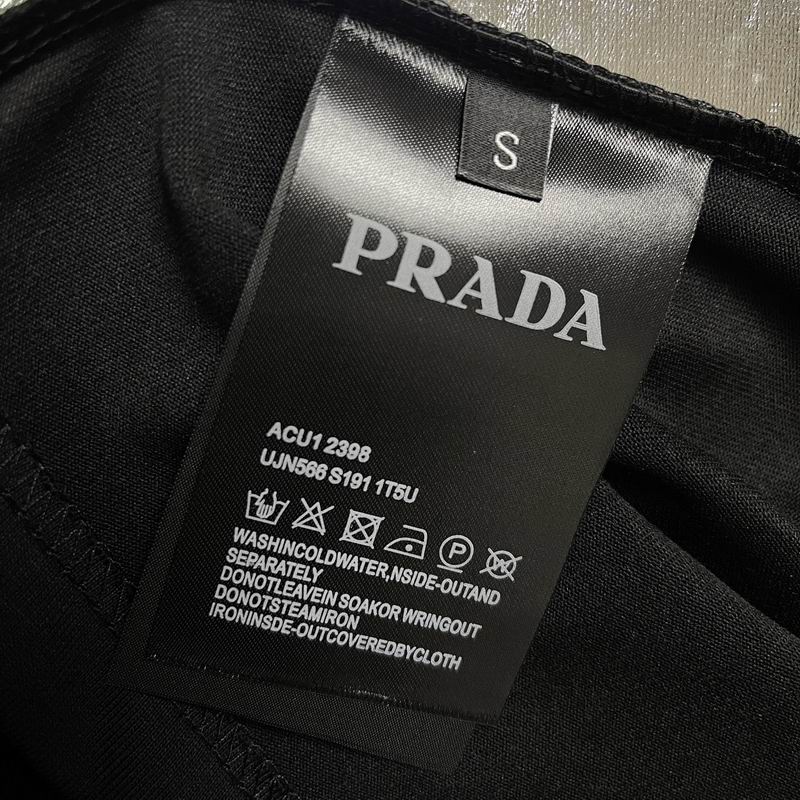 S
PRADA
ACU1 2398
UJN566 S191 1T5U
P
W
WASHINCOLDWATER,NSIDE-OUTAND
SEPARATELY
DONOTLEAVEIN SOAKOR WRINGOUT
DONOTSTEAMIRON
IRONINSDE-OUTCOVEREDBYCLOTH